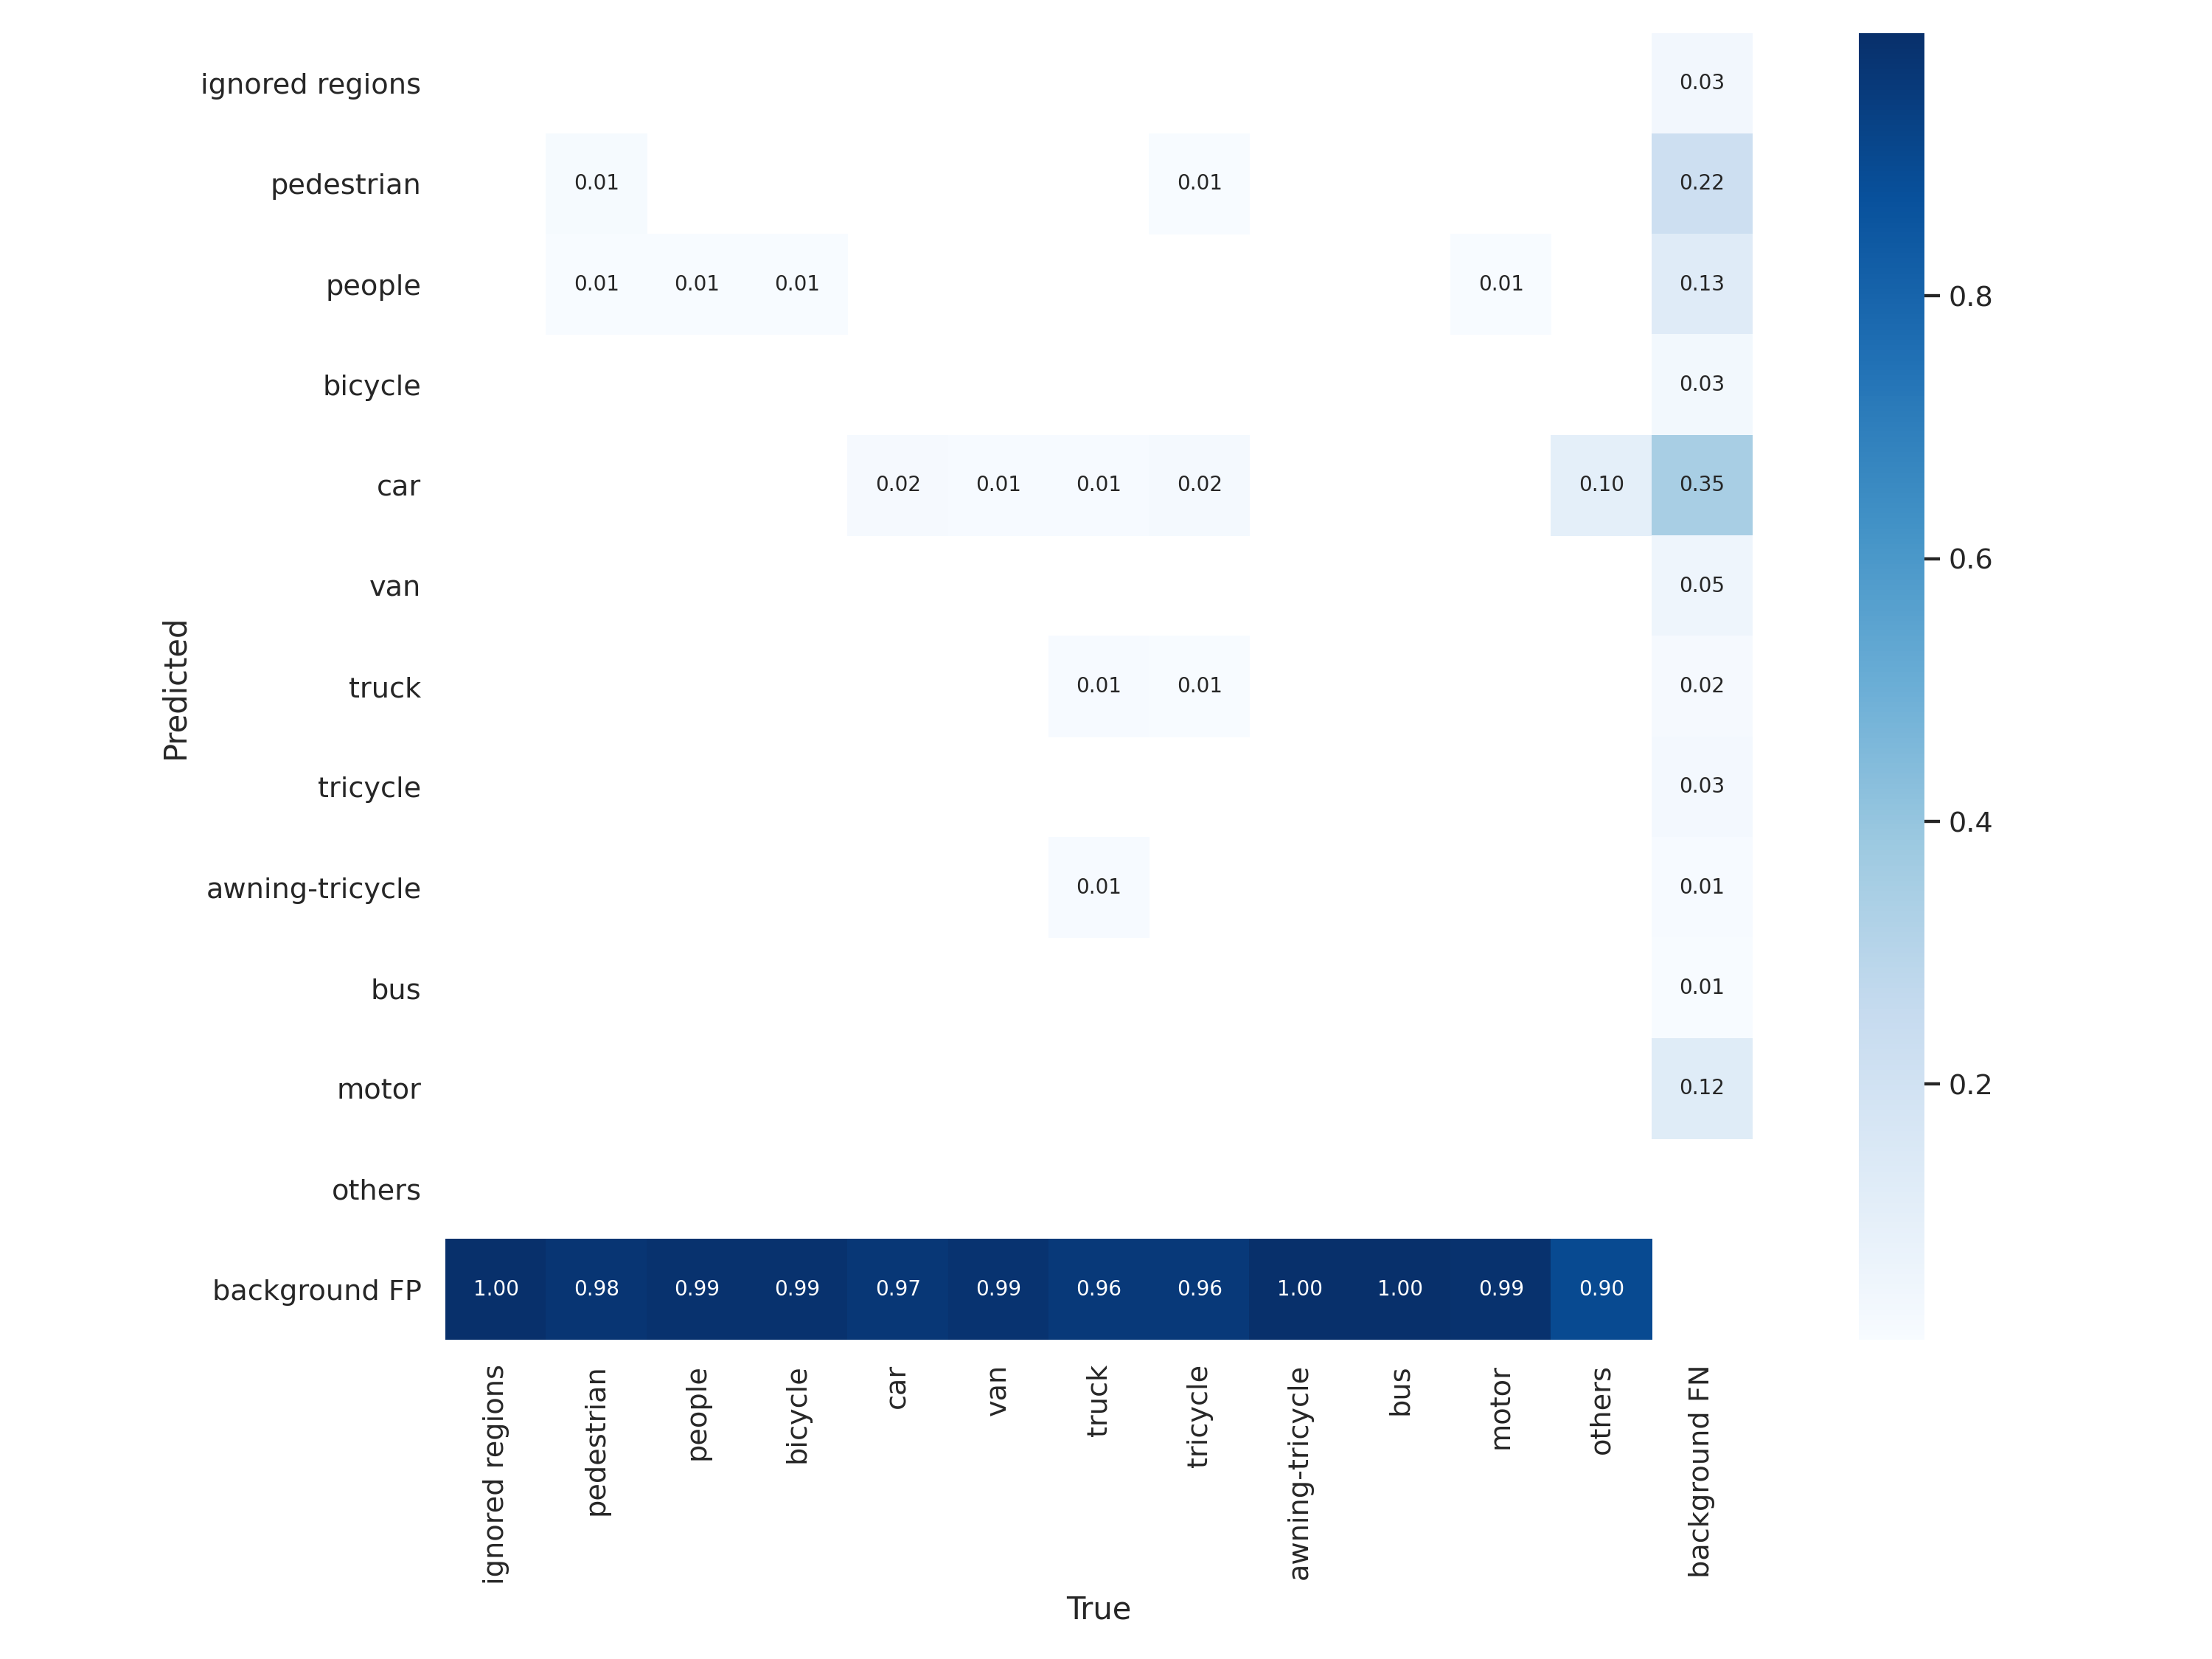 ignored regions 0.03
pedestrian 0.01 0.01 0.22
people 0.01 0.01 0.01 0.01 0.13
0.8
bicycle 0.03
car 0.02 0.01 0.01 0.02 0.10 0.35
0.6
van 0.05
Predicted
truck 0.01 0.01 0.02
tricycle 0.03
0.4
awning-tricycle 0.01 0.01
bus 0.01
motor 0.12
0.2
others
background FP 1.00 0.98 0.99 0.99 0.97 0.99 0.96 0.96 1.00 1.00 0.99 0.90
ignored regions
pedestrian
people
bicycle
car
van
truck
tricycle
awning-tricycle
bus
motor
others
background FN
True